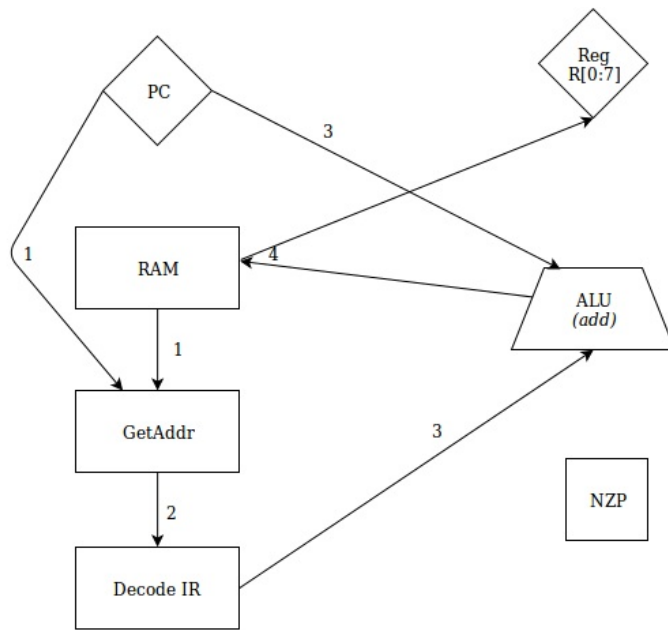 Reg
R[0:7]
PC
3
1
RAM
4
ALU
(add)
1
GetAddr
3
NZP
2
Decode IR